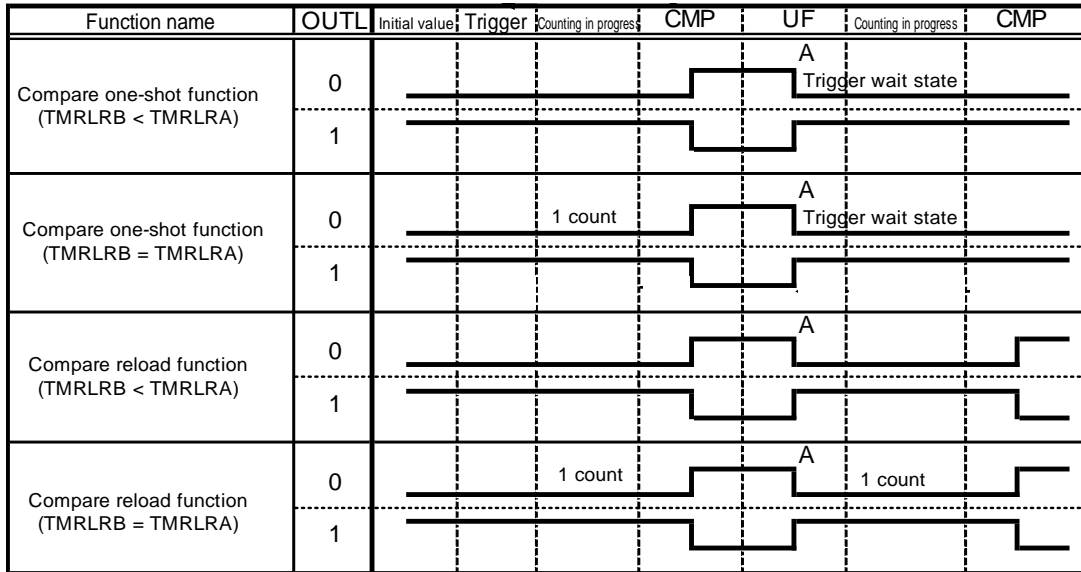 Function name OUTL Initial value Trigger Counting in progress CMP UF Counting in progress CMP
Compare one-shot function
(TMRLRB < TMRLRA)
0
A
Trigger wait state
1
Compare one-shot function
(TMRLRB = TMRLRA)
0
1 count
A
Trigger wait state
1
Compare reload function
(TMRLRB < TMRLRA)
0
A
1
Compare reload function
(TMRLRB = TMRLRA)
0
1 count
A
1 count
1